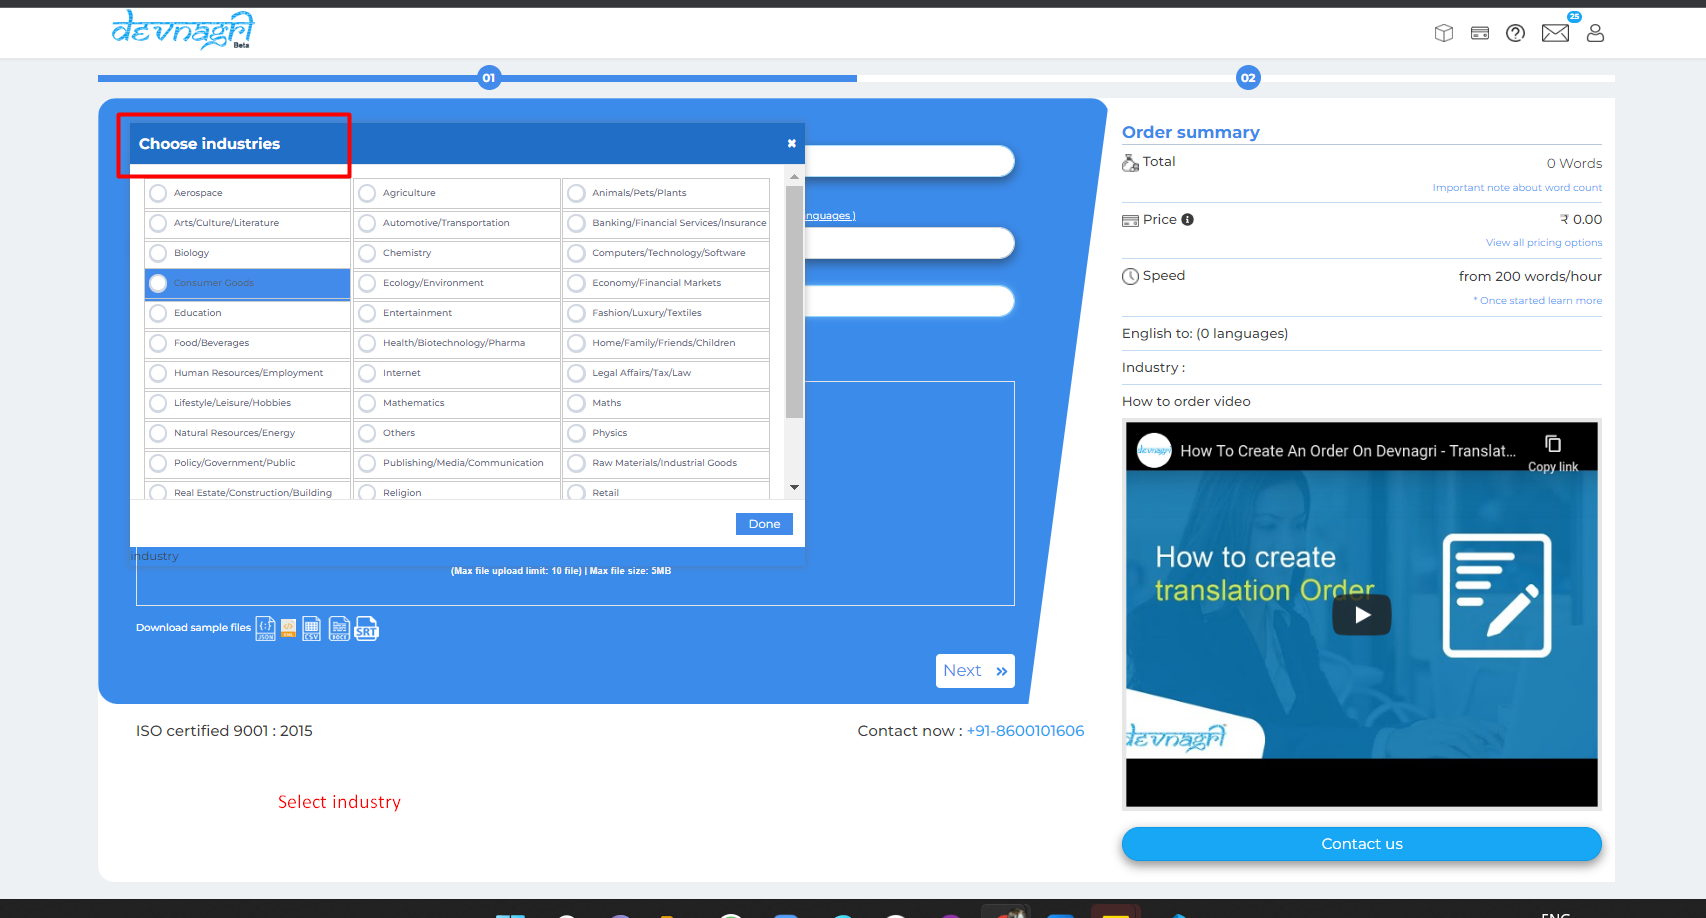 devnagri
Beta
25
01
02
Choose industries
Aerospace
Agriculture
Animals/Pets/Plants
Arts/Culture/Literature
Automotive/Transportation
Banking/Financial Services/Insurance
Biology
Chemistry
Computers/Technology/Software
Consumer Goods
Ecology/Environment
Economy/Financial Markets
Education
Entertainment
Fashion/Luxury/Textiles
Food/Beverages
Health/Biotechnology/Pharma
Home/Family/Friends/Children
Human Resources/Employment
Internet
Legal Affairs/Tax/Law
Lifestyle/Leisure/Hobbies
Mathematics
Maths
Natural Resources/Energy
Others
Physics
Policy/Government/Public
Publishing/Media/Communication
Raw Materials/Industrial Goods
Real Estate/Construction/Building
Religion
Retail
Done
nguages )
Industry
(Max file upload limit: 10 file) | Max file size: 5MB
Download sample files
JSON
XML
CSV
DOCX
SRT
Next »
ISO certified 9001 : 2015
Contact now : +91-8600101606
Select industry
Order summary
Total
0 Words
Important note about word count
Price
₹ 0.00
View all pricing options
Speed
from 200 words/hour
* Once started learn more
English to: (0 languages)
Industry :
How to order video
devnagri
How To Create An Order On Devnagri - Translat...
Copy link
How to create
translation Order
devnagri
Contact us
ENG